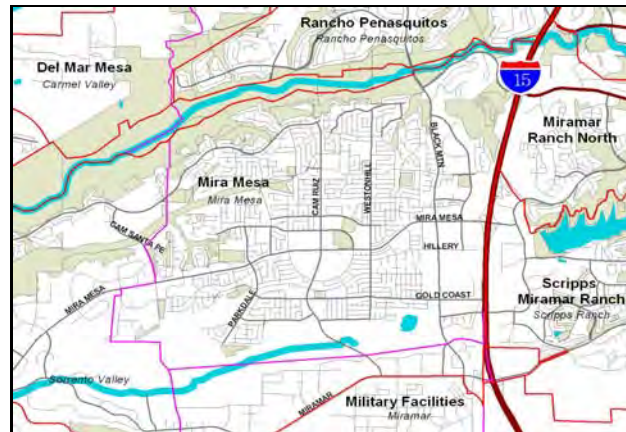 Rancho Penasquitos
Rancho Penasquitos
Del Mar Mesa
Carmel Valley
15
Miramar
Ranch North
BLACK MTN
Mira Mesa
Mira Mesa
CAM RUIZ
WESTONHILL
MIRA MESA
CAM SANTA FE
HILLERY
Scripps
Miramar Ranch
Scripps Ranch
GOLD COAST
MIRA MESA
PARKDALE
Sorrento Valley
MIRAMAR
Military Facilities
Miramar